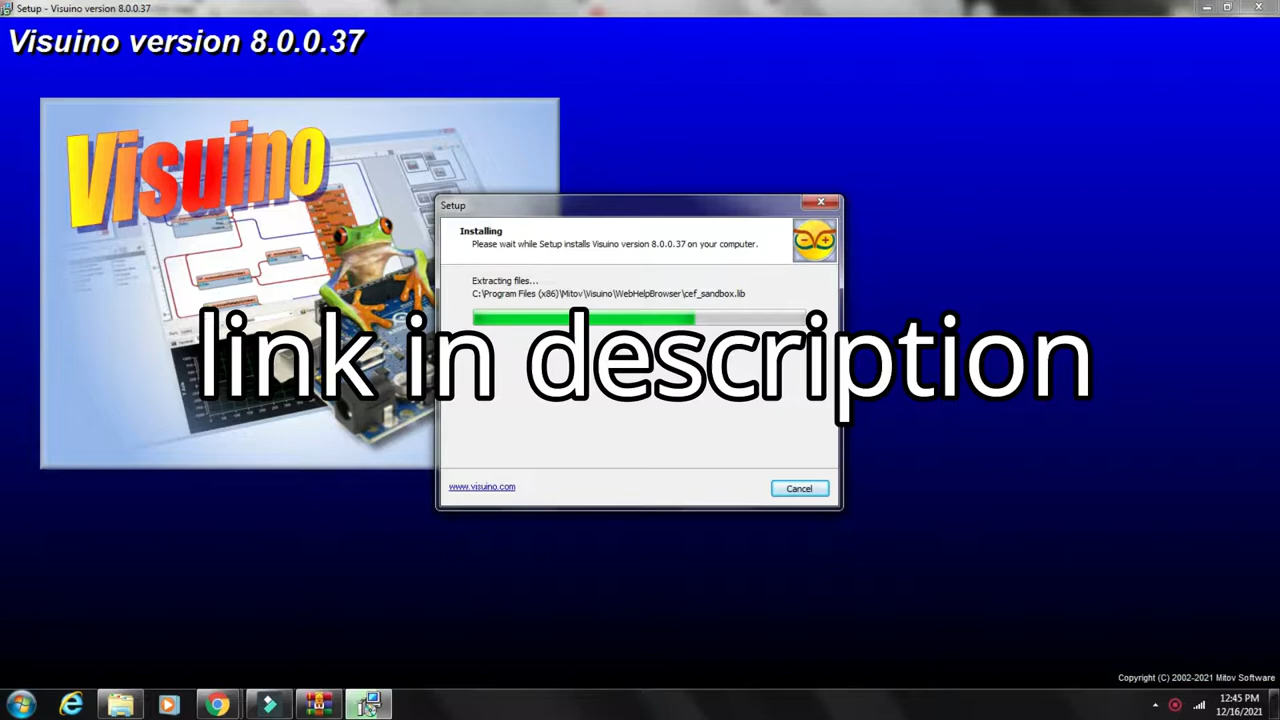 Setup - Visuino version 8.0.0.37
Visuino version 8.0.0.37
Visuino
Setup
Installing
Please wait while Setup installs Visuino version 8.0.0.37 on your computer.
Extracting files...
C:\Program Files (x86)\Mitov\Visuino\WebHelpBrowser\cef_sandbox.lib
link in description
www.visuino.com
Cancel
Copyright (C) 2002-2021 Mitov Software
12:45 PM
12/16/2021